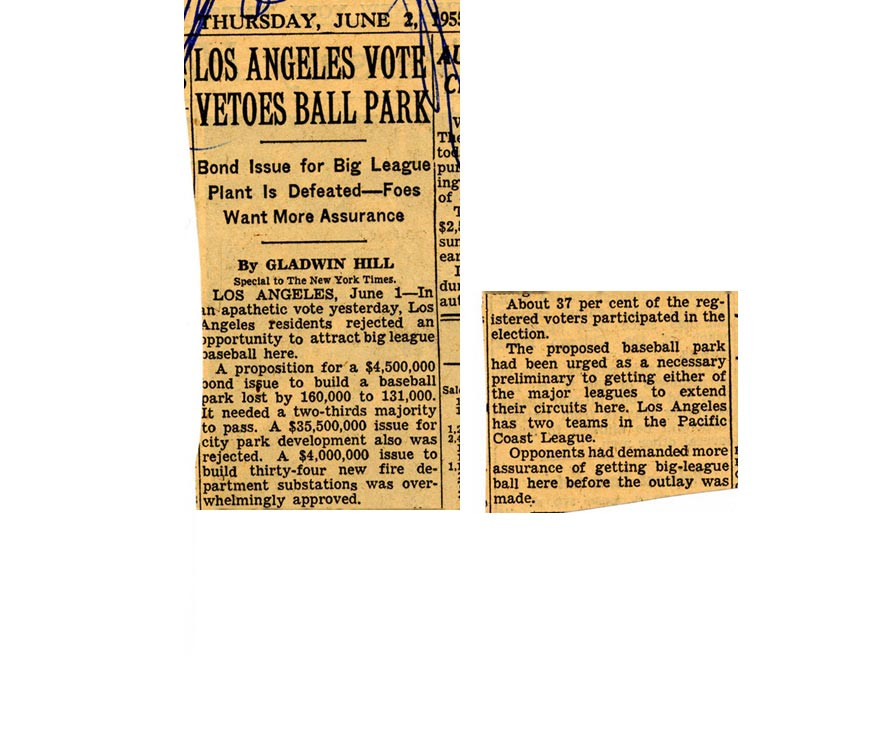 THURSDAY, JUNE 2, 1955
LOS ANGELES VOTE
VETOES BALL PARK
Bond Issue for Big League
Plant Is Defeated—Foes
Want More Assurance
By GLADWIN HILL
Special to The New York Times.
LOS ANGELES, June 1—In
an apathetic vote yesterday, Los
Angeles residents rejected an
opportunity to attract big league
baseball here.
A proposition for a $4,500,000
bond issue to build a baseball
park lost by 160,000 to 131,000.
It needed a two-thirds majority
to pass. A $35,500,000 issue for
city park development also was
rejected. A $4,000,000 issue to
build thirty-four new fire de-
partment substations was over-
whelmingly approved.
About 37 per cent of the reg-
istered voters participated in the
election.
The proposed baseball park
had been urged as a necessary
preliminary to getting either of
the major leagues to extend
their circuits here. Los Angeles
has two teams in the Pacific
Coast League.
Opponents had demanded more
assurance of getting big-league
ball here before the outlay was
made.